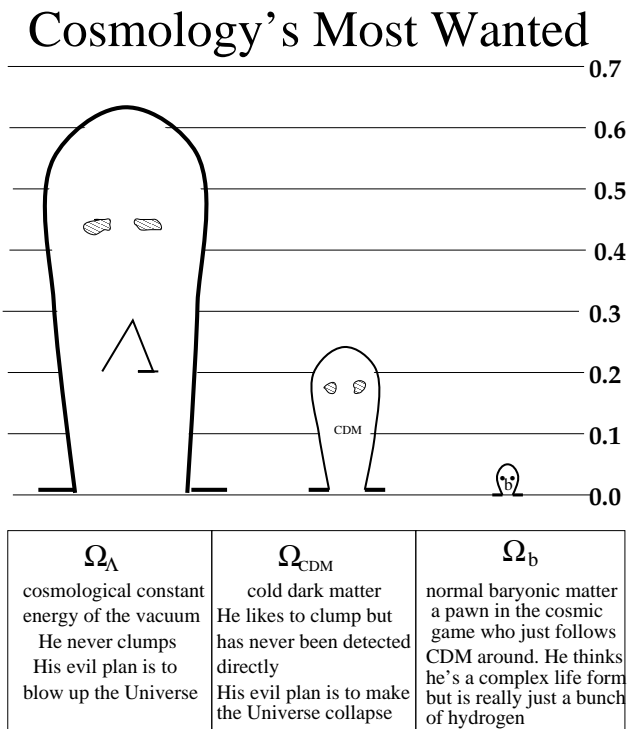 Cosmology's Most Wanted
0.7
0.6
0.5
0.4
0.3
0.2
0.1
0.0
Λ
CDM
b
Ω_Λ
cosmological constant
energy of the vacuum
He never clumps
His evil plan is to
blow up the Universe
Ω_CDM
cold dark matter
He likes to clump but
has never been detected
directly
His evil plan is to make
the Universe collapse
Ω_b
normal baryonic matter
a pawn in the cosmic
game who just follows
CDM around. He thinks
he's a complex life form
but is really just a bunch
of hydrogen